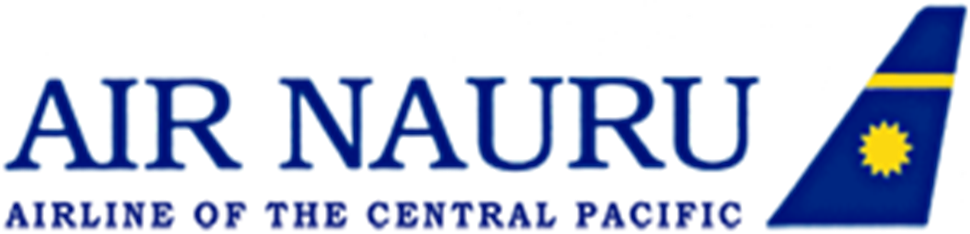 AIR NAURU
AIRLINE OF THE CENTRAL PACIFIC